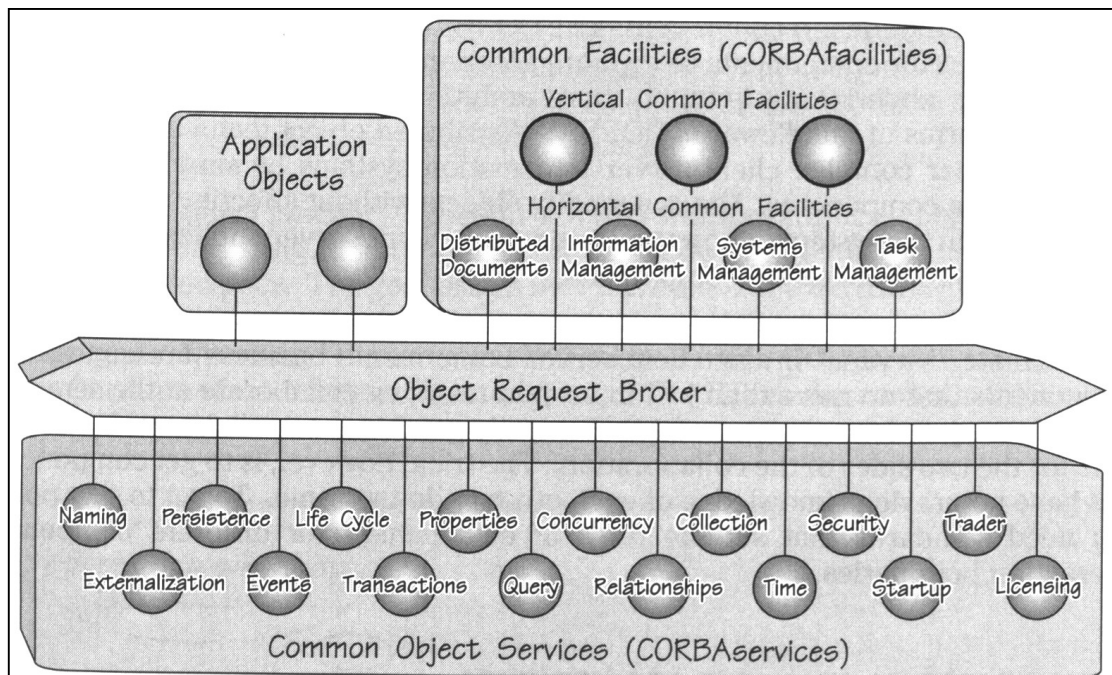 Common Facilities (CORBAfacilities)
Vertical Common Facilities
Application
Objects
Horizontal Common Facilities
Distributed
Documents
Information
Management
Systems
Management
Task
Management
Object Request Broker
Naming
Persistence
Life Cycle
Properties
Concurrency
Collection
Security
Trader
Externalization
Events
Transactions
Query
Relationships
Time
Startup
Licensing
Common Object Services (CORBAservices)